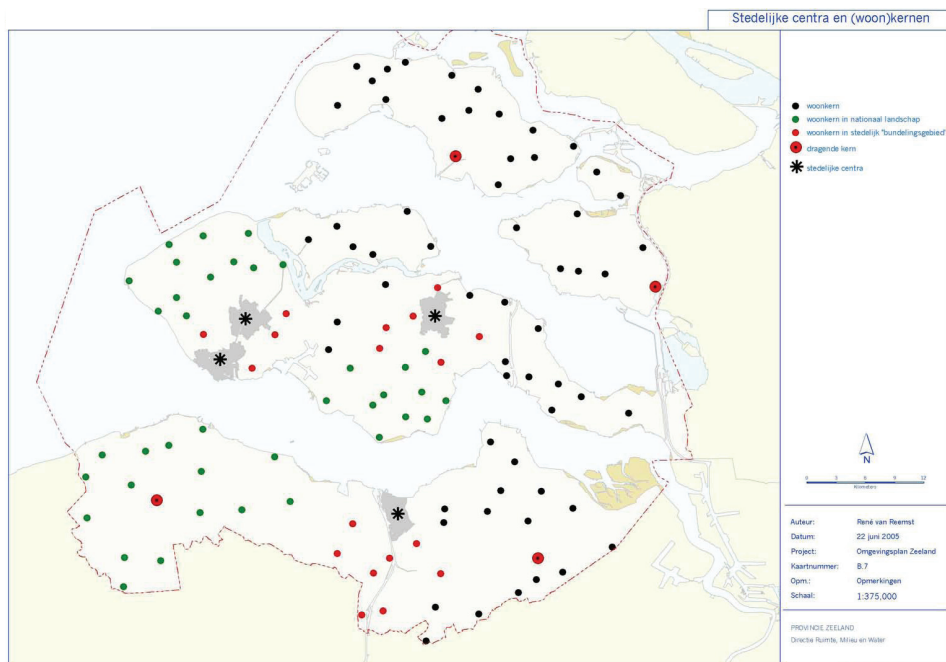 Stedelijke centra en (woon)kernen
woonkern
woonkern in nationaal landschap
woonkern in stedelijk "bundelingsgebied"
dragende kern
stedelijke centra
N
Kilometers
Auteur: René van Reemst
Datum: 22 juni 2005
Project: Omgevingsplan Zeeland
Kaartnummer: B.7
Opm.: Opmerkingen
Schaal: 1:375,000
PROVINCIE ZEELAND
Directie Ruimte, Milieu en Water